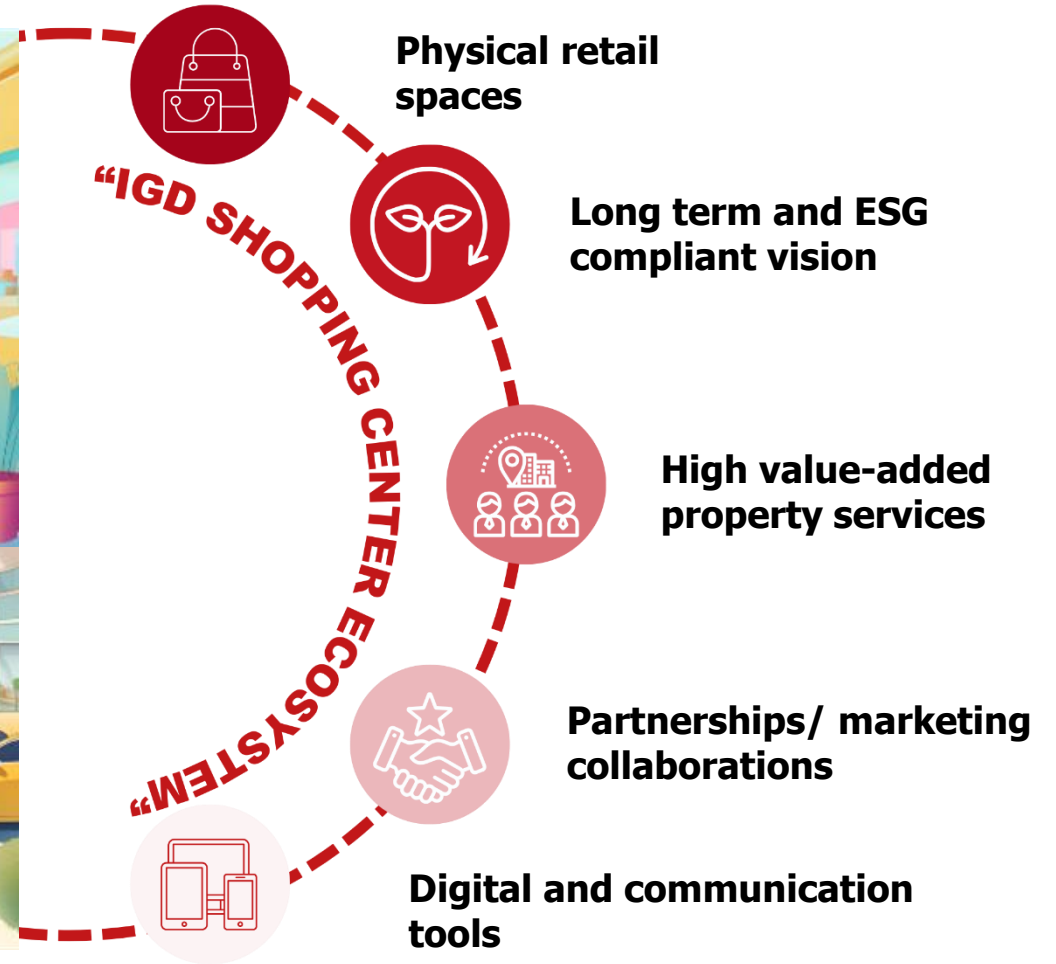 Physical retail
spaces
“IGD SHOPPING CENTER ECOSYSTEM”
Long term and ESG
compliant vision
High value-added
property services
Partnerships/ marketing
collaborations
Digital and communication
tools